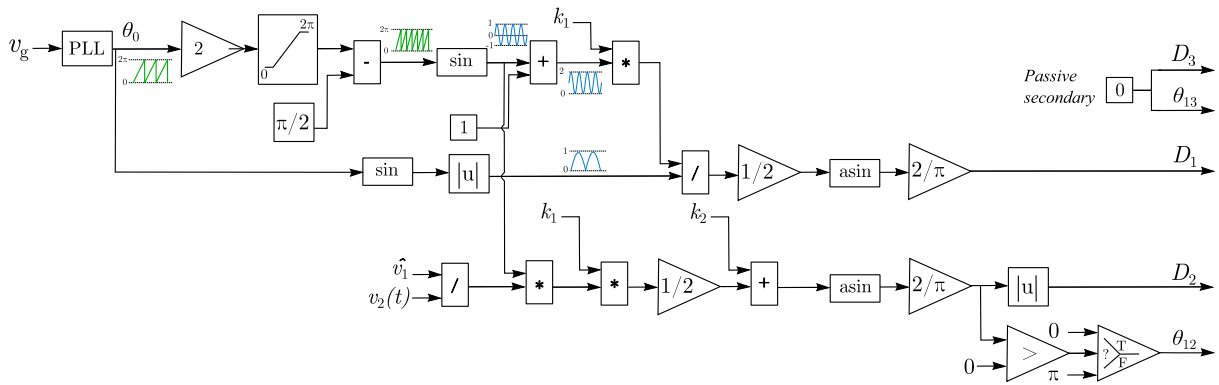 v_g
PLL
θ_0
2π
0
2
2π
0
-
π/2
2π
0
sin
1
0
-1
+
1
k_1
2
0
*
Passive
secondary
0
D_3
θ_13
sin
|u|
1
0
/
1/2
asin
2/π
D_1
k_1
k_2
v̂_1
v_2(t)
/
*
*
1/2
+
asin
2/π
|u|
D_2
0
>
0
π
?
T
F
θ_12